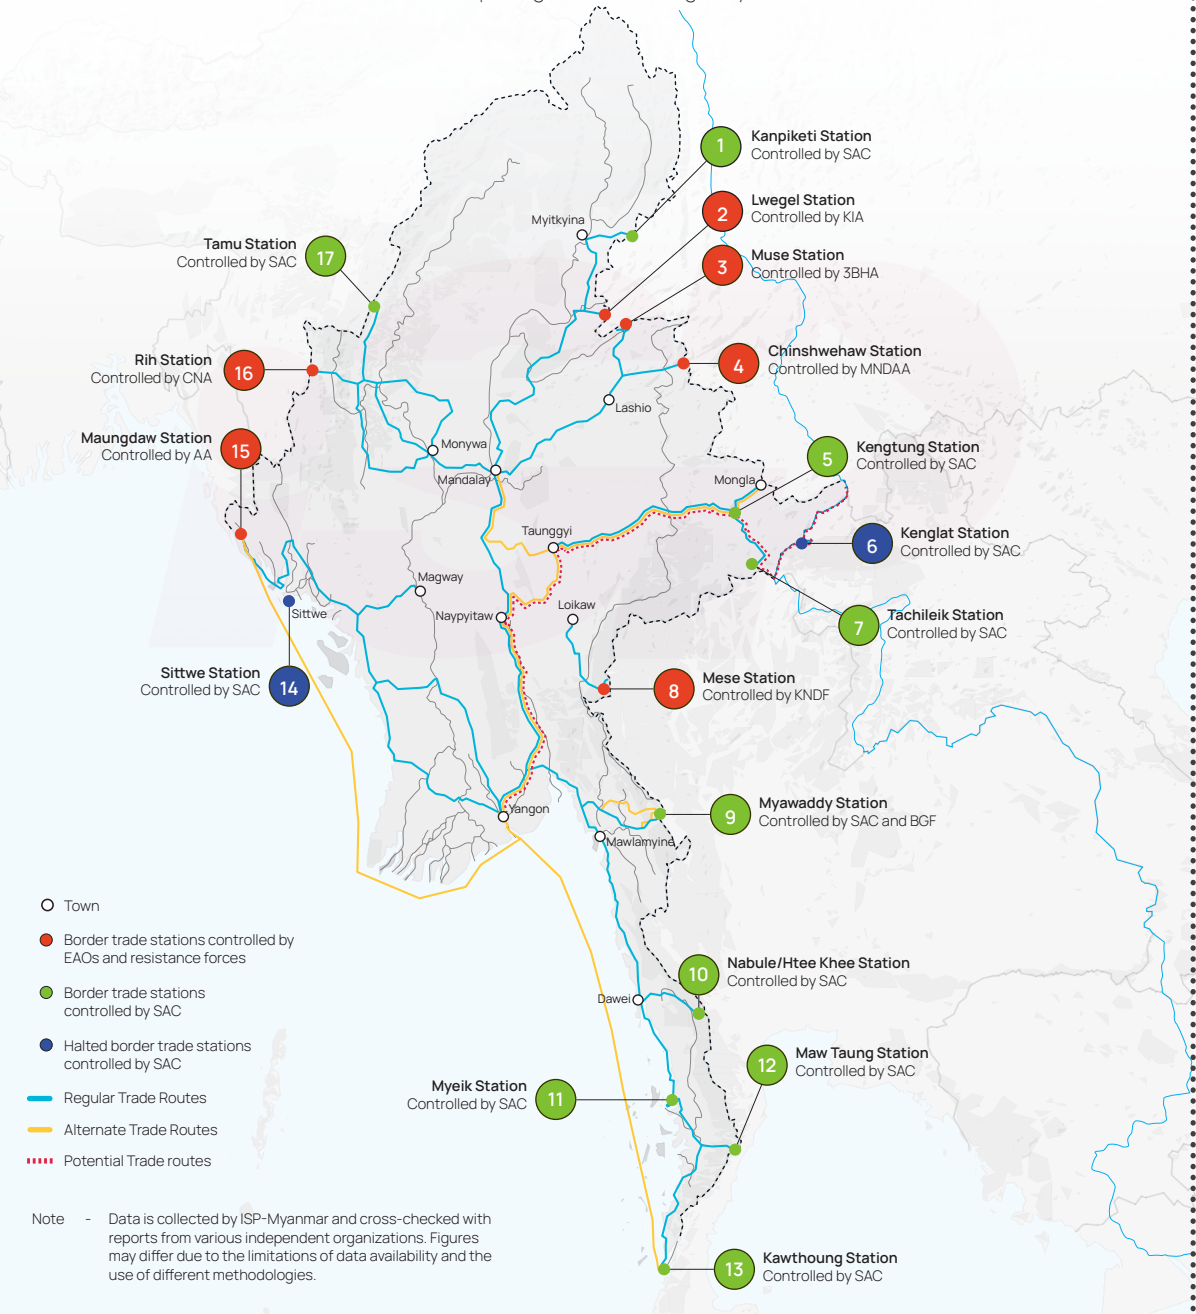 1
Kanpiketi Station
Controlled by SAC
2
Lwegel Station
Controlled by KIA
3
Muse Station
Controlled by 3BHA
4
Chinshwehaw Station
Controlled by MNDAA
5
Kengtung Station
Controlled by SAC
6
Kenglat Station
Controlled by SAC
7
Tachileik Station
Controlled by SAC
8
Mese Station
Controlled by KNDF
9
Myawaddy Station
Controlled by SAC and BGF
10
Nabule/Htee Khee Station
Controlled by SAC
11
Myeik Station
Controlled by SAC
12
Maw Taung Station
Controlled by SAC
13
Kawthoung Station
Controlled by SAC
14
Sittwe Station
Controlled by SAC
15
Maungdaw Station
Controlled by AA
16
Rih Station
Controlled by CNA
17
Tamu Station
Controlled by SAC
Myitkyina
Lashio
Monywa
Mandalay
Mongla
Taunggyi
Magway
Naypyitaw
Loikaw
Sittwe
Yangon
Mawlamyine
Dawei
Town
Border trade stations controlled by
EAOs and resistance forces
Border trade stations
controlled by SAC
Halted border trade stations
controlled by SAC
Regular Trade Routes
Alternate Trade Routes
Potential Trade routes
Note - Data is collected by ISP-Myanmar and cross-checked with
reports from various independent organizations. Figures
may differ due to the limitations of data availability and the
use of different methodologies.